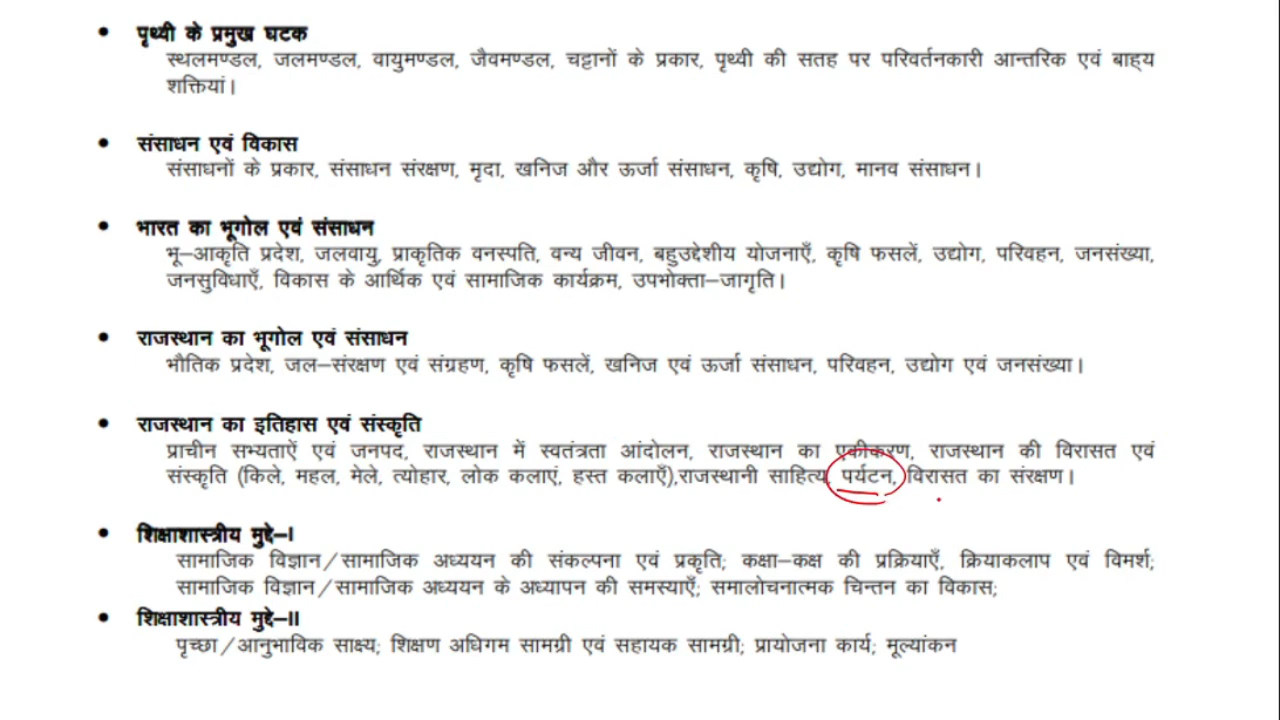 • पृथ्वी के प्रमुख घटक
स्थलमण्डल, जलमण्डल, वायुमण्डल, जैवमण्डल, चट्टानों के प्रकार, पृथ्वी की सतह पर परिवर्तनकारी आन्तरिक एवं बाह्य
शक्तियां।
• संसाधन एवं विकास
संसाधनों के प्रकार, संसाधन संरक्षण, मृदा, खनिज और ऊर्जा संसाधन, कृषि, उद्योग, मानव संसाधन।
• भारत का भूगोल एवं संसाधन
भू–आकृति प्रदेश, जलवायु, प्राकृतिक वनस्पति, वन्य जीवन, बहुउद्देशीय योजनाएँ, कृषि फसलें, उद्योग, परिवहन, जनसंख्या,
जनसुविधाएँ, विकास के आर्थिक एवं सामाजिक कार्यक्रम, उपभोक्ता–जागृति।
• राजस्थान का भूगोल एवं संसाधन
भौतिक प्रदेश, जल–संरक्षण एवं संग्रहण, कृषि फसलें, खनिज एवं ऊर्जा संसाधन, परिवहन, उद्योग एवं जनसंख्या।
• राजस्थान का इतिहास एवं संस्कृति
प्राचीन सभ्यताऐं एवं जनपद, राजस्थान में स्वतंत्रता आंदोलन, राजस्थान का एकीकरण, राजस्थान की विरासत एवं
संस्कृति (किले, महल, मेले, त्योहार, लोक कलाएं, हस्त कलाएँ),राजस्थानी साहित्य, पर्यटन, विरासत का संरक्षण।
• शिक्षाशास्त्रीय मुद्दे–I
सामाजिक विज्ञान/सामाजिक अध्ययन की संकल्पना एवं प्रकृति; कक्षा–कक्ष की प्रक्रियाएँ, क्रियाकलाप एवं विमर्श;
सामाजिक विज्ञान/सामाजिक अध्ययन के अध्यापन की समस्याएँ; समालोचनात्मक चिन्तन का विकास;
• शिक्षाशास्त्रीय मुद्दे–II
पृच्छा/आनुभाविक साक्ष्य; शिक्षण अधिगम सामग्री एवं सहायक सामग्री; प्रायोजना कार्य; मूल्यांकन